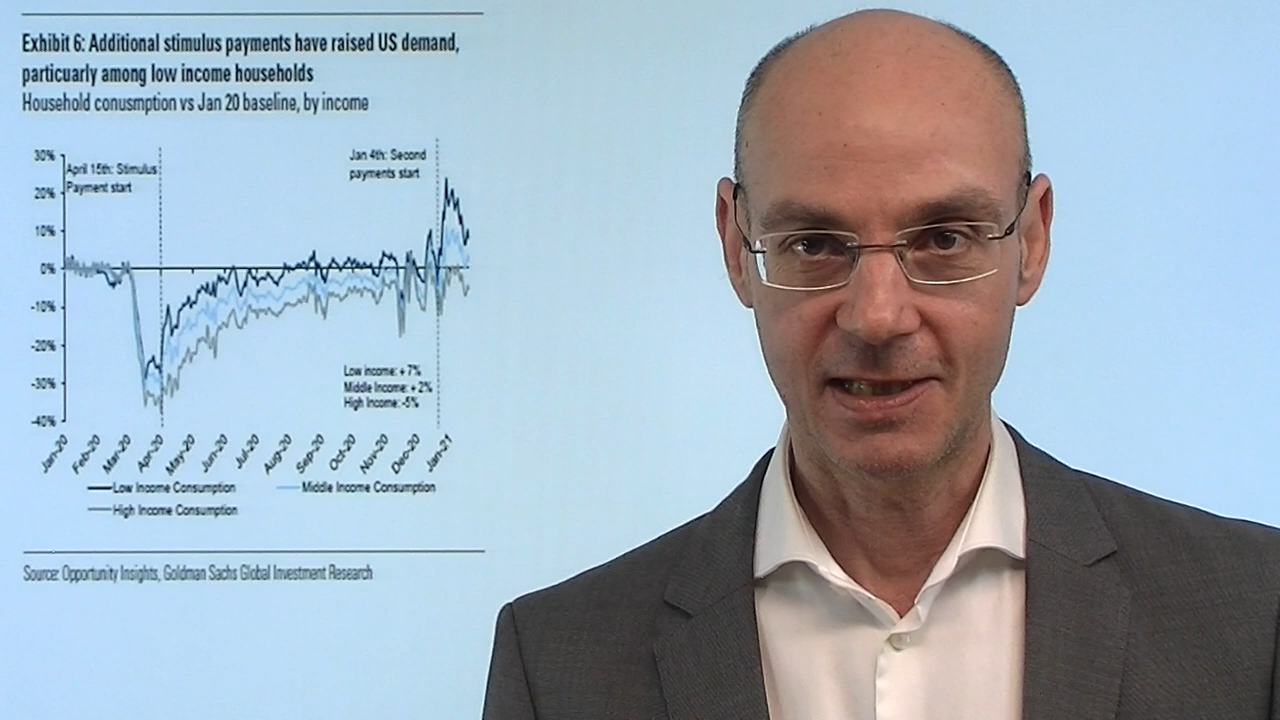 Exhibit 6: Additional stimulus payments have raised US demand,
particuarly among low income households
Household conusmption vs Jan 20 baseline, by income
30%
20%
10%
0%
-10%
-20%
-30%
-40%
April 15th: Stimulus
Payment start
Jan 4th: Second
payments start
Low income: + 7%
Middle Income: + 2%
High Income: -5%
Jan-20
Feb-20
Mar-20
Apr-20
May-20
Jun-20
Jul-20
Aug-20
Sep-20
Oct-20
Nov-20
Dec-20
Jan-21
Low Income Consumption
Middle Income Consumption
High Income Consumption
Source: Opportunity Insights, Goldman Sachs Global Investment Research